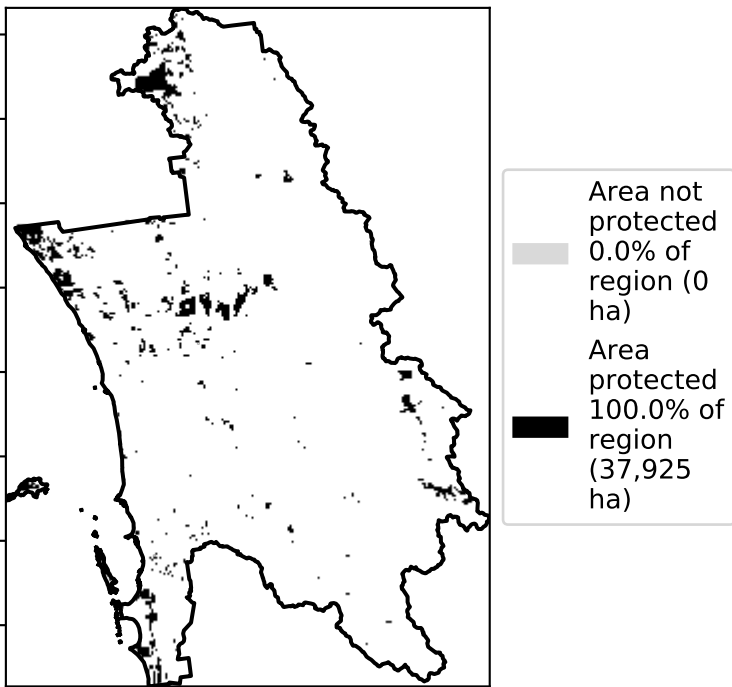 Area not
protected
0.0% of
region (0
ha)
Area
protected
100.0% of
region
(37,925
ha)